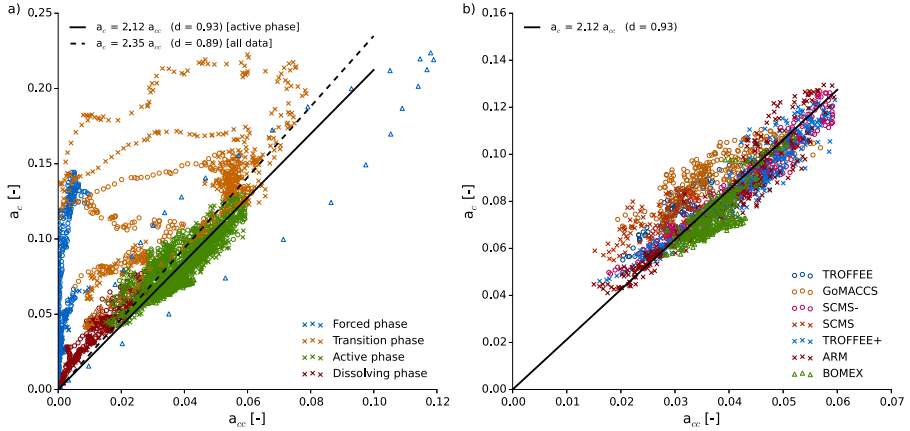 a)
a_c = 2.12 a_cc (d = 0.93) [active phase]
a_c = 2.35 a_cc (d = 0.89) [all data]
0.25
0.20
0.15
0.10
0.05
0.00
a_c [-]
Forced phase
Transition phase
Active phase
Dissolving phase
0.00 0.02 0.04 0.06 0.08 0.10 0.12
a_cc [-]
b)
a_c = 2.12 a_cc (d = 0.93)
0.16
0.14
0.12
0.10
0.08
0.06
0.04
0.02
0.00
a_c [-]
TROFFEE
GoMACCS
SCMS-
SCMS
TROFFEE+
ARM
BOMEX
0.00 0.01 0.02 0.03 0.04 0.05 0.06 0.07
a_cc [-]